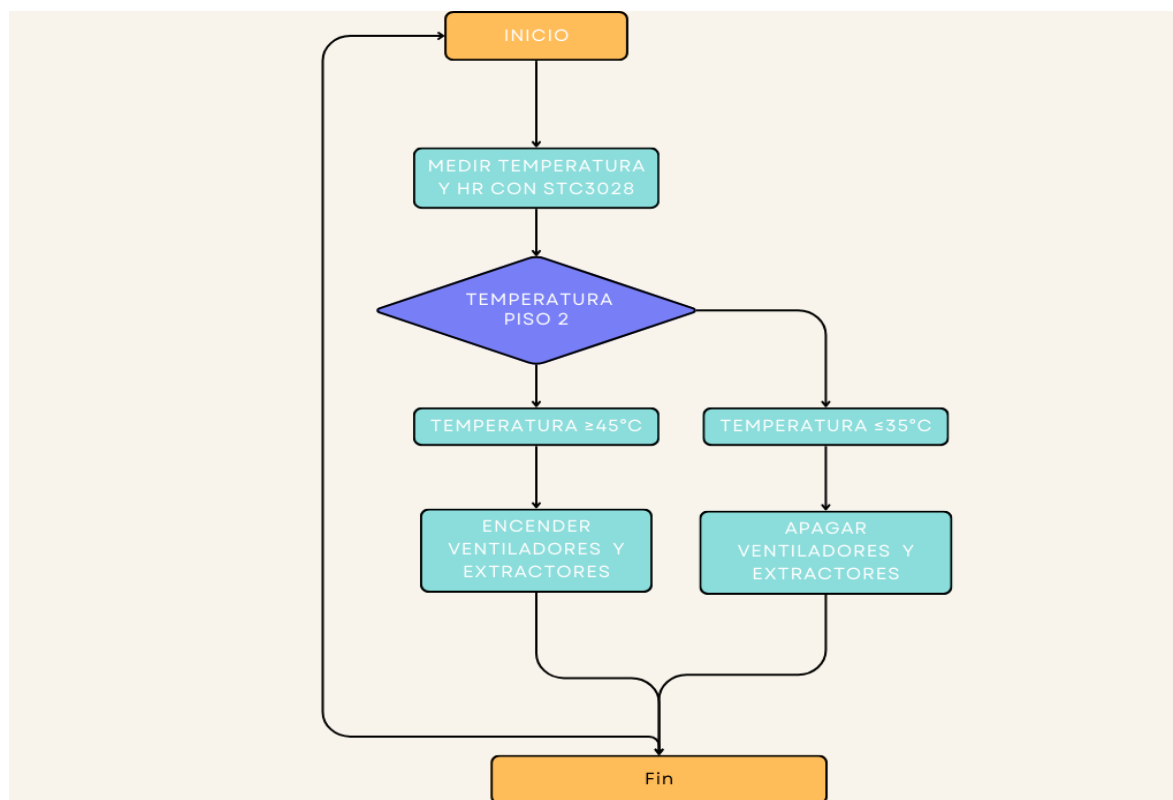 INICIO
MEDIR TEMPERATURA
Y HR CON STC3028
TEMPERATURA
PISO 2
TEMPERATURA ≥45°C
TEMPERATURA ≤35°C
ENCENDER
VENTILADORES Y
EXTRACTORES
APAGAR
VENTILADORES Y
EXTRACTORES
Fin